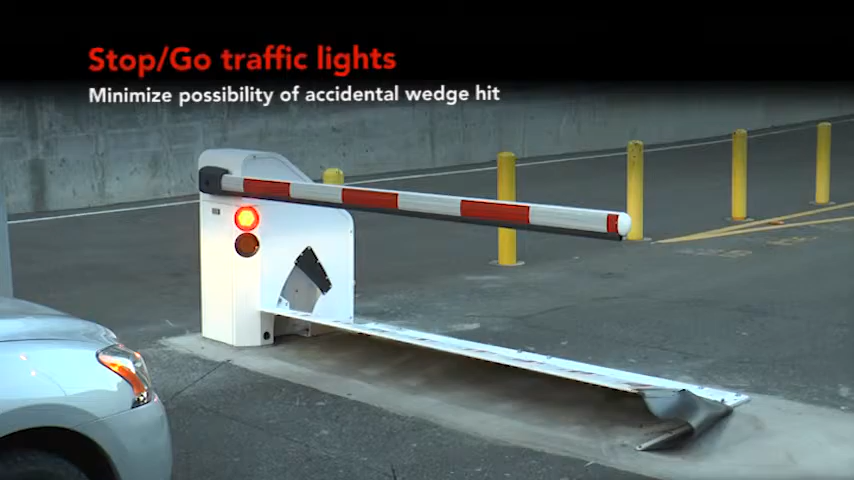 Stop/Go traffic lights
Minimize possibility of accidental wedge hit